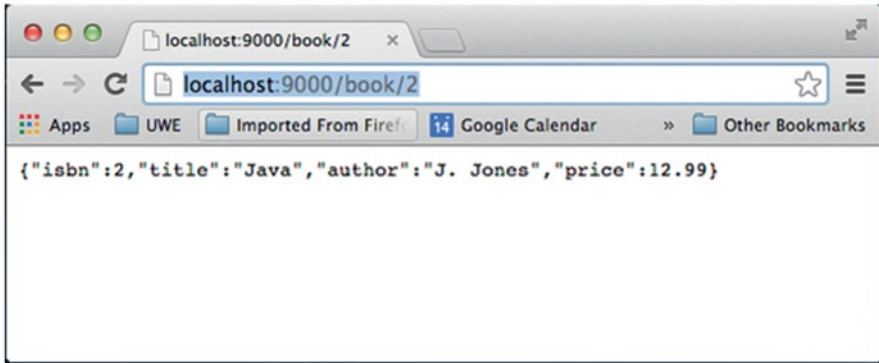 localhost:9000/book/2
localhost:9000/book/2
Apps UWE Imported From Firef 14 Google Calendar » Other Bookmarks
{"isbn":2,"title":"Java","author":"J. Jones","price":12.99}